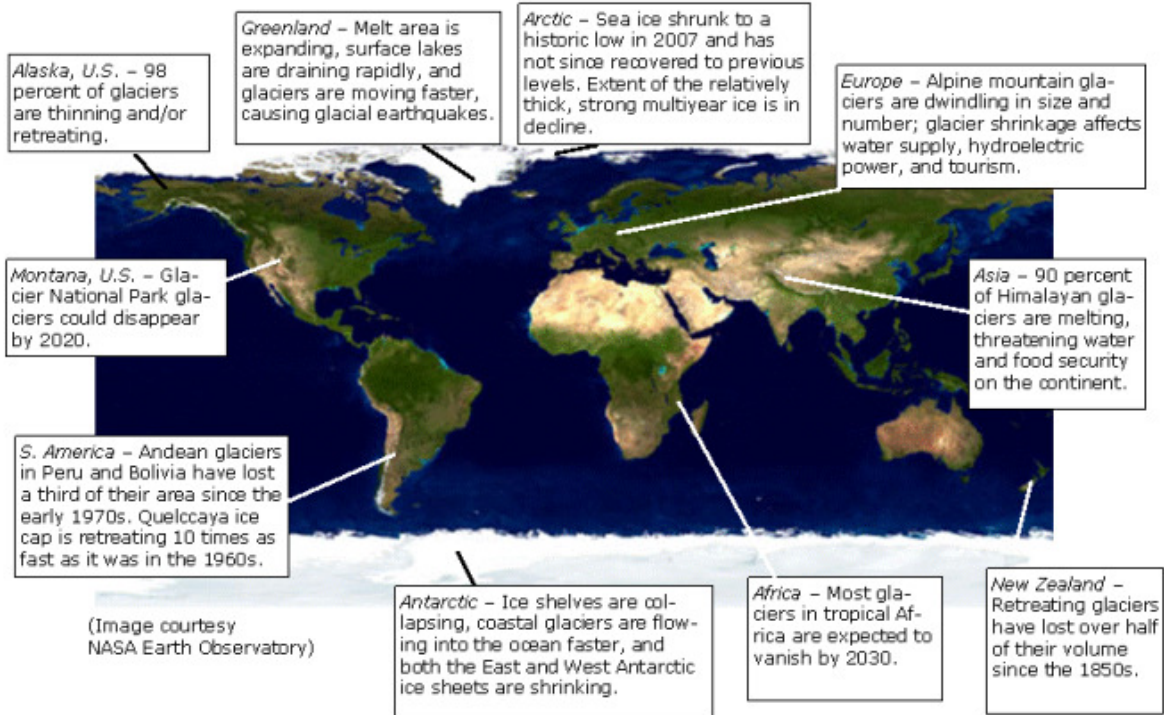 Alaska, U.S. – 98
percent of glaciers
are thinning and/or
retreating.
Greenland – Melt area is
expanding, surface lakes
are draining rapidly, and
glaciers are moving faster,
causing glacial earthquakes.
Arctic – Sea ice shrunk to a
historic low in 2007 and has
not since recovered to previous
levels. Extent of the relatively
thick, strong multiyear ice is in
decline.
Europe – Alpine mountain gla-
ciers are dwindling in size and
number; glacier shrinkage affects
water supply, hydroelectric
power, and tourism.
Montana, U.S. – Gla-
cier National Park gla-
ciers could disappear
by 2020.
Asia – 90 percent
of Himalayan gla-
ciers are melting,
threatening water
and food security
on the continent.
S. America – Andean glaciers
in Peru and Bolivia have lost
a third of their area since the
early 1970s. Quelccaya ice
cap is retreating 10 times as
fast as it was in the 1960s.
Antarctic – Ice shelves are col-
lapsing, coastal glaciers are flow-
ing into the ocean faster, and
both the East and West Antarctic
ice sheets are shrinking.
Africa – Most gla-
ciers in tropical Af-
rica are expected to
vanish by 2030.
New Zealand –
Retreating glaciers
have lost over half
of their volume
since the 1850s.
(Image courtesy
NASA Earth Observatory)